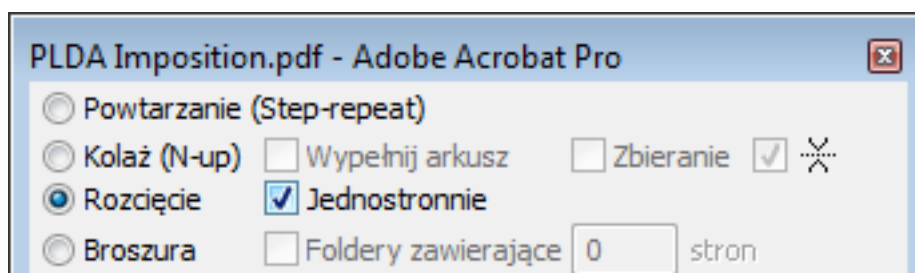 PLDA Imposition.pdf - Adobe Acrobat Pro
Powtarzanie (Step-repeat)
Kolaż (N-up) Wypełnij arkusz Zbieranie
Rozcięcie Jednostronnie
Broszura Foldery zawierające 0 stron